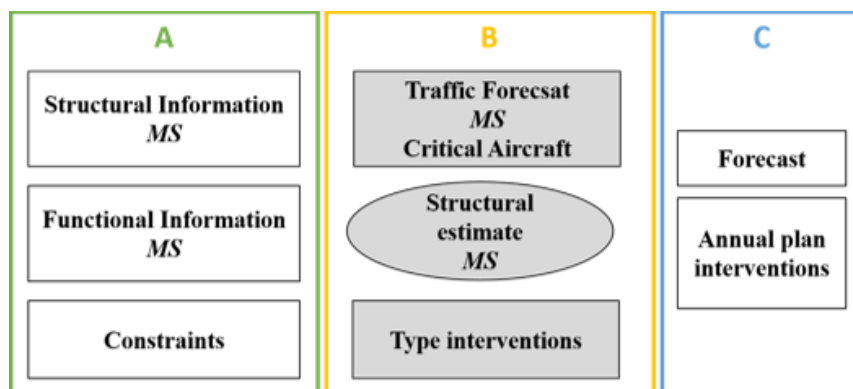 A
Structural Information
MS
Functional Information
MS
Constraints
B
Traffic Forecsat
MS
Critical Aircraft
Structural
estimate
MS
Type interventions
C
Forecast
Annual plan
interventions